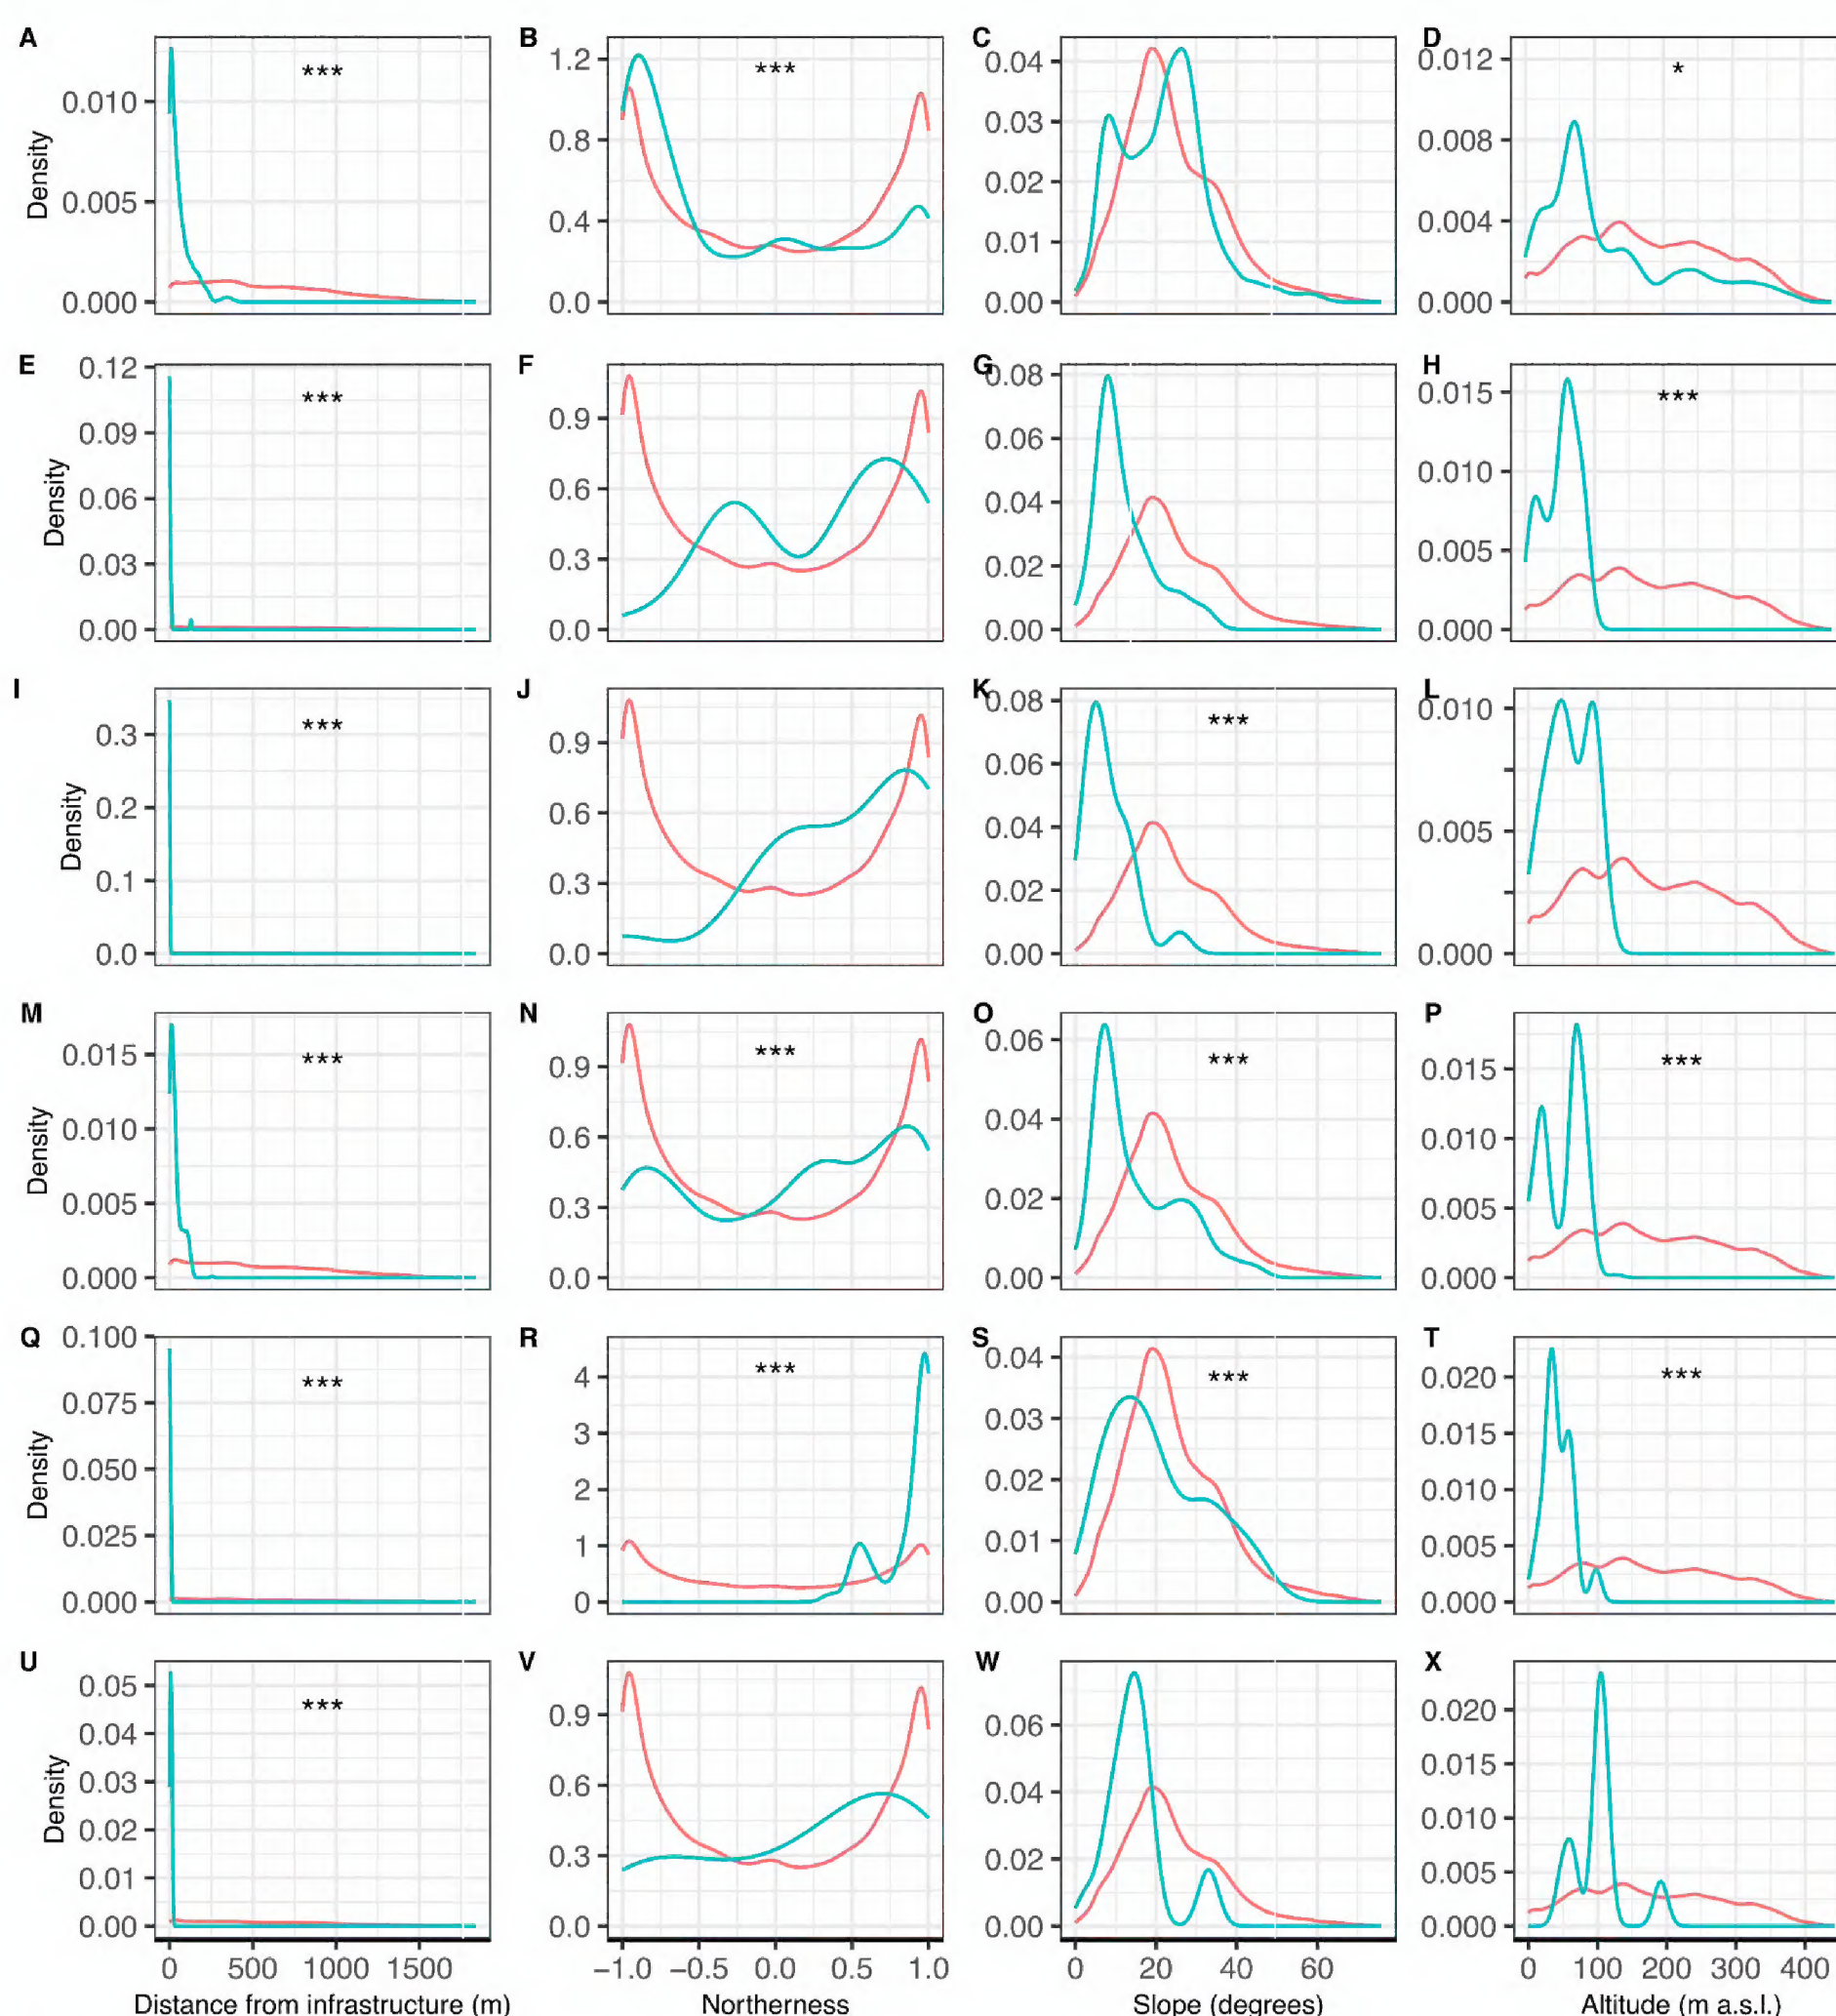 A B C D
*** *** *
Density
0.010 0.005 0.000
1.2 0.8 0.4 0.0
0.04 0.03 0.02 0.01 0.00
0.012 0.008 0.004 0.000
E F G H
*** ***
Density
0.12 0.09 0.06 0.03 0.00
0.9 0.6 0.3 0.0
0.08 0.06 0.04 0.02 0.00
0.015 0.010 0.005 0.000
I J K L
*** ***
Density
0.3 0.2 0.1 0.0
0.9 0.6 0.3 0.0
0.08 0.06 0.04 0.02 0.00
0.010 0.005 0.000
M N O P
*** *** *** ***
Density
0.015 0.010 0.005 0.000
0.9 0.6 0.3 0.0
0.06 0.04 0.02 0.00
0.015 0.010 0.005 0.000
Q R S T
*** *** *** ***
Density
0.100 0.075 0.050 0.025 0.000
4 3 2 1 0
0.04 0.03 0.02 0.01 0.00
0.020 0.015 0.010 0.005 0.000
U V W X
***
Density
0.05 0.04 0.03 0.02 0.01 0.00
0.9 0.6 0.3 0.0
0.06 0.04 0.02 0.00
0.020 0.015 0.010 0.005 0.000
0 500 1000 1500
−1.0 −0.5 0.0 0.5 1.0
0 20 40 60
0 100 200 300 400
Distance from infrastructure (m)
Northerness
Slope (degrees)
Altitude (m a.s.l.)